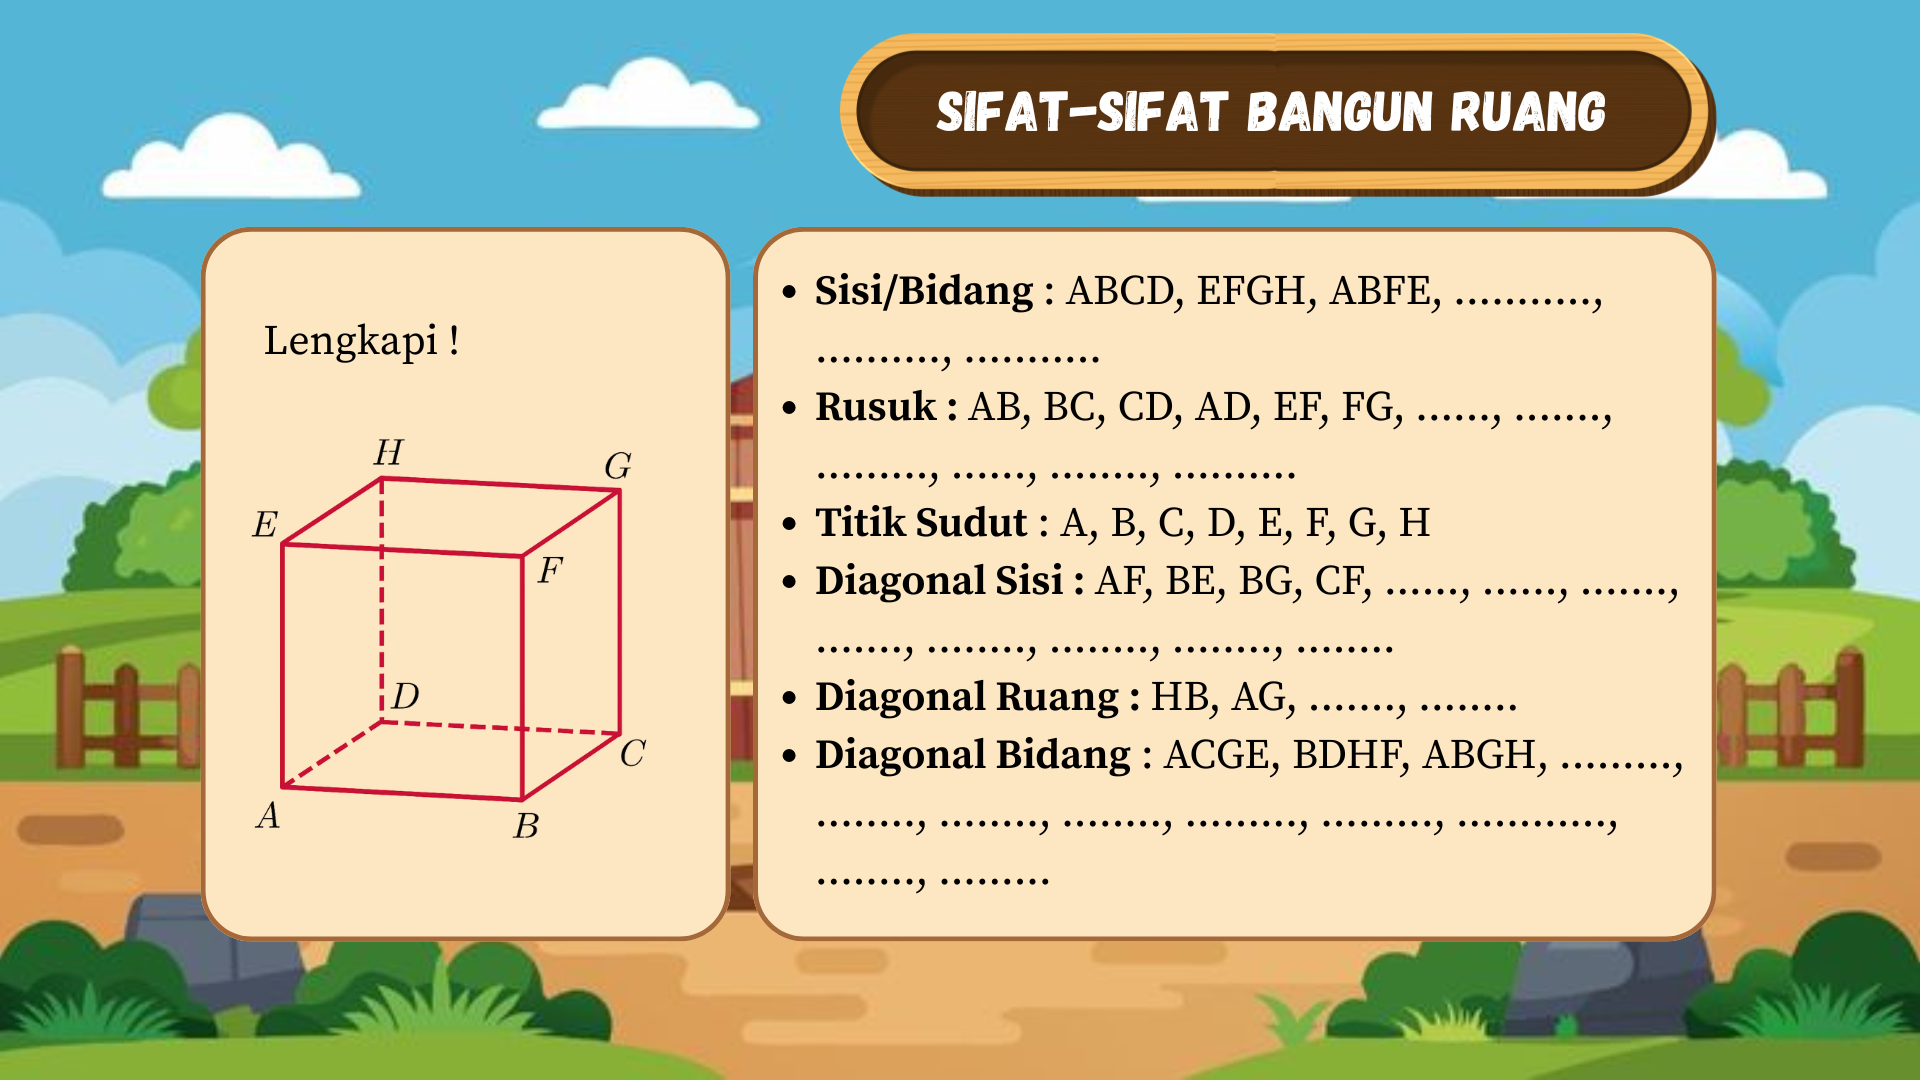 SIFAT-SIFAT BANGUN RUANG
Lengkapi !
H
G
E
F
D
C
A
B
• Sisi/Bidang : ABCD, EFGH, ABFE, ...........,
.........., ...........
• Rusuk : AB, BC, CD, AD, EF, FG, ......, .......,
........., ......, ........, ..........
• Titik Sudut : A, B, C, D, E, F, G, H
• Diagonal Sisi : AF, BE, BG, CF, ......, ......, .......,
......., ........, ........, ........, ........
• Diagonal Ruang : HB, AG, ......., ........
• Diagonal Bidang : ACGE, BDHF, ABGH, .........,
........, ........, ........, ........., ........., ............,
........, .........